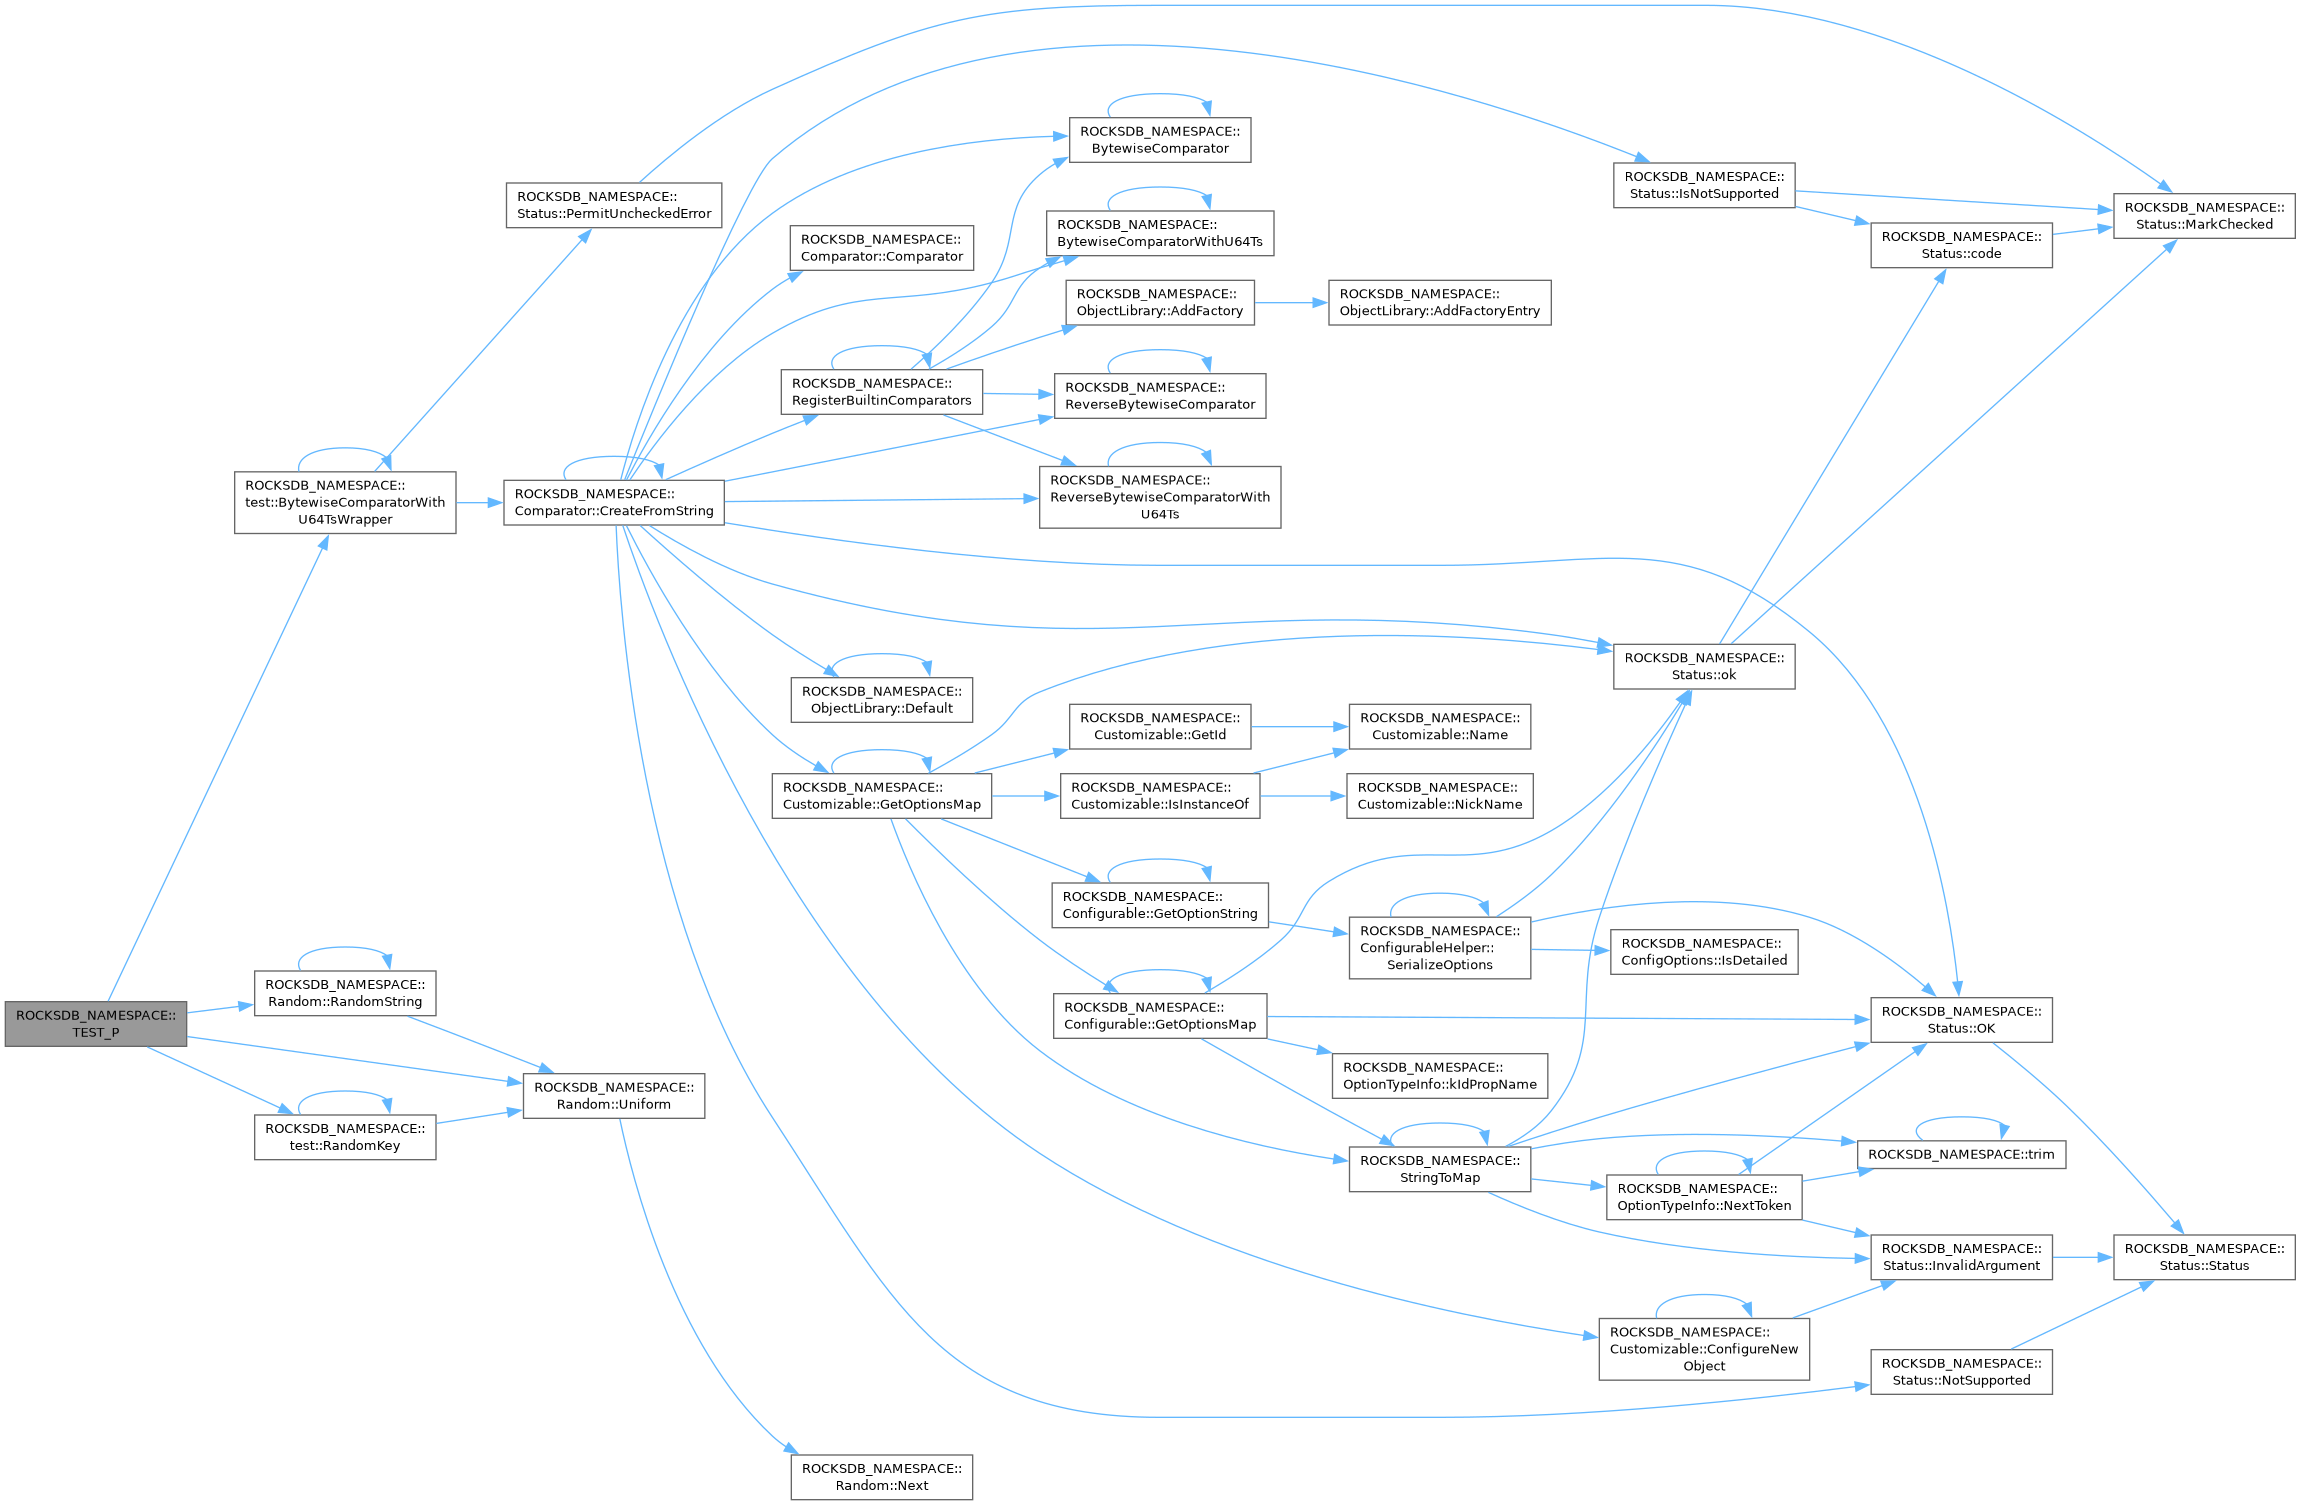 ROCKSDB_NAMESPACE::
TEST_P
ROCKSDB_NAMESPACE::
test::BytewiseComparatorWith
U64TsWrapper
ROCKSDB_NAMESPACE::
Random::RandomString
ROCKSDB_NAMESPACE::
test::RandomKey
ROCKSDB_NAMESPACE::
Status::PermitUncheckedError
ROCKSDB_NAMESPACE::
Comparator::CreateFromString
ROCKSDB_NAMESPACE::
Random::Uniform
ROCKSDB_NAMESPACE::
Comparator::Comparator
ROCKSDB_NAMESPACE::
RegisterBuiltinComparators
ROCKSDB_NAMESPACE::
ObjectLibrary::Default
ROCKSDB_NAMESPACE::
Customizable::GetOptionsMap
ROCKSDB_NAMESPACE::
Random::Next
ROCKSDB_NAMESPACE::
BytewiseComparator
ROCKSDB_NAMESPACE::
BytewiseComparatorWithU64Ts
ROCKSDB_NAMESPACE::
ObjectLibrary::AddFactory
ROCKSDB_NAMESPACE::
ReverseBytewiseComparator
ROCKSDB_NAMESPACE::
ReverseBytewiseComparatorWith
U64Ts
ROCKSDB_NAMESPACE::
Customizable::GetId
ROCKSDB_NAMESPACE::
Customizable::IsInstanceOf
ROCKSDB_NAMESPACE::
Configurable::GetOptionString
ROCKSDB_NAMESPACE::
Configurable::GetOptionsMap
ROCKSDB_NAMESPACE::
ObjectLibrary::AddFactoryEntry
ROCKSDB_NAMESPACE::
Customizable::Name
ROCKSDB_NAMESPACE::
Customizable::NickName
ROCKSDB_NAMESPACE::
ConfigurableHelper::
SerializeOptions
ROCKSDB_NAMESPACE::
OptionTypeInfo::kIdPropName
ROCKSDB_NAMESPACE::
StringToMap
ROCKSDB_NAMESPACE::
Status::IsNotSupported
ROCKSDB_NAMESPACE::
Status::ok
ROCKSDB_NAMESPACE::
ConfigOptions::IsDetailed
ROCKSDB_NAMESPACE::
OptionTypeInfo::NextToken
ROCKSDB_NAMESPACE::
Customizable::ConfigureNew
Object
ROCKSDB_NAMESPACE::
Status::code
ROCKSDB_NAMESPACE::
Status::OK
ROCKSDB_NAMESPACE::trim
ROCKSDB_NAMESPACE::
Status::InvalidArgument
ROCKSDB_NAMESPACE::
Status::NotSupported
ROCKSDB_NAMESPACE::
Status::MarkChecked
ROCKSDB_NAMESPACE::
Status::Status